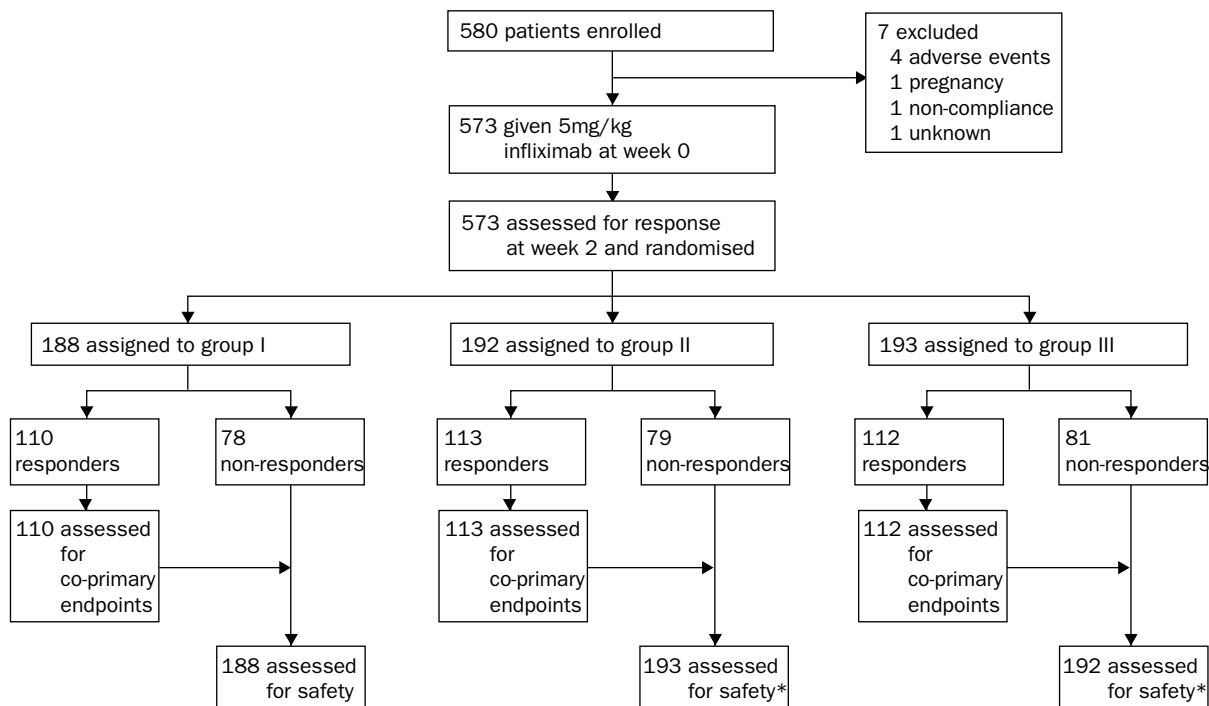 580 patients enrolled
7 excluded
4 adverse events
1 pregnancy
1 non-compliance
1 unknown
573 given 5mg/kg
infliximab at week 0
573 assessed for response
at week 2 and randomised
188 assigned to group I
192 assigned to group II
193 assigned to group III
110
responders
78
non-responders
113
responders
79
non-responders
112
responders
81
non-responders
110 assessed
for
co-primary
endpoints
113 assessed
for
co-primary
endpoints
112 assessed
for
co-primary
endpoints
188 assessed
for safety
193 assessed
for safety*
192 assessed
for safety*